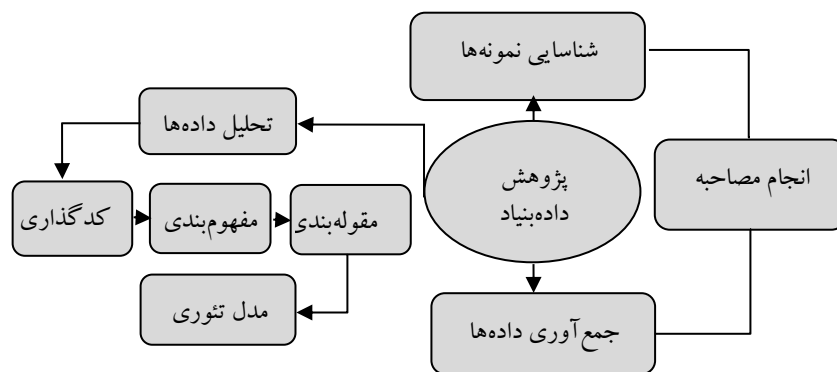 شناسایی نمونه‌ها
تحلیل داده‌ها
پژوهش
داده‌بنیاد
انجام مصاحبه
کدگذاری
مفهوم‌بندی
مقوله‌بندی
مدل تئوری
جمع‌آوری داده‌ها